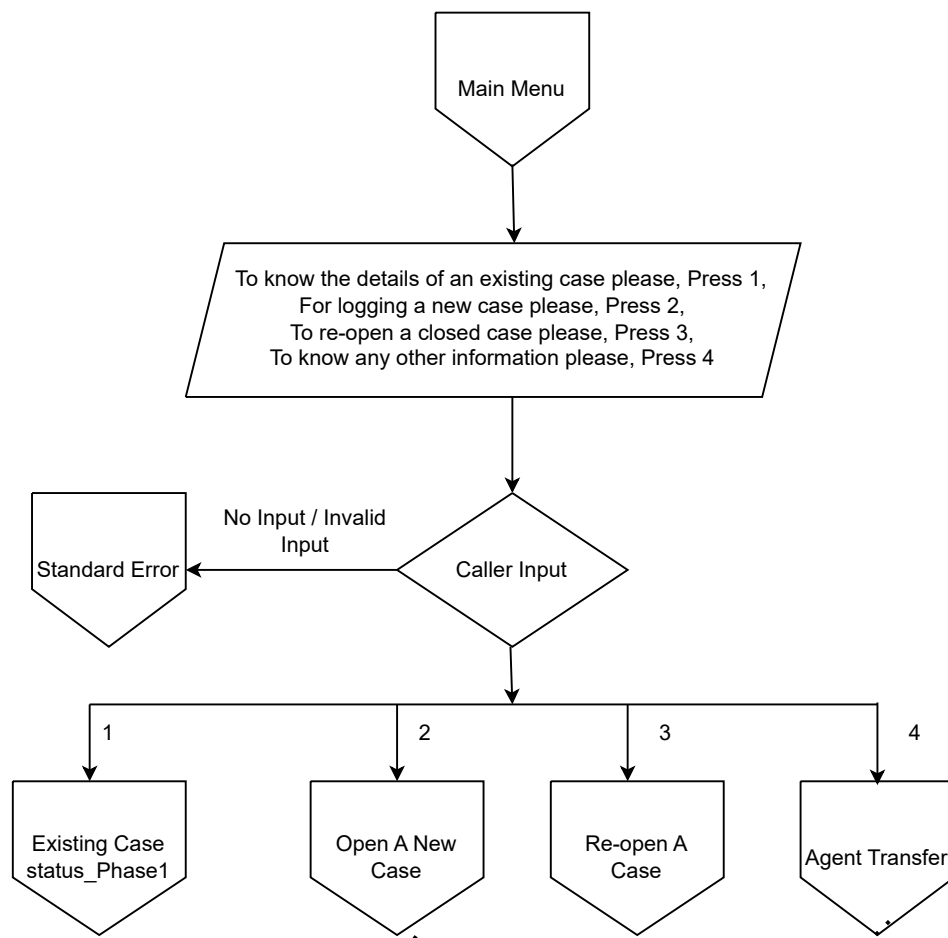 Main Menu
To know the details of an existing case please, Press 1,
For logging a new case please, Press 2,
To re-open a closed case please, Press 3,
To know any other information please, Press 4
No Input / Invalid
Input
Standard Error
Caller Input
1
2
3
4
Existing Case
status_Phase1
Open A New
Case
Re-open A
Case
Agent Transfer